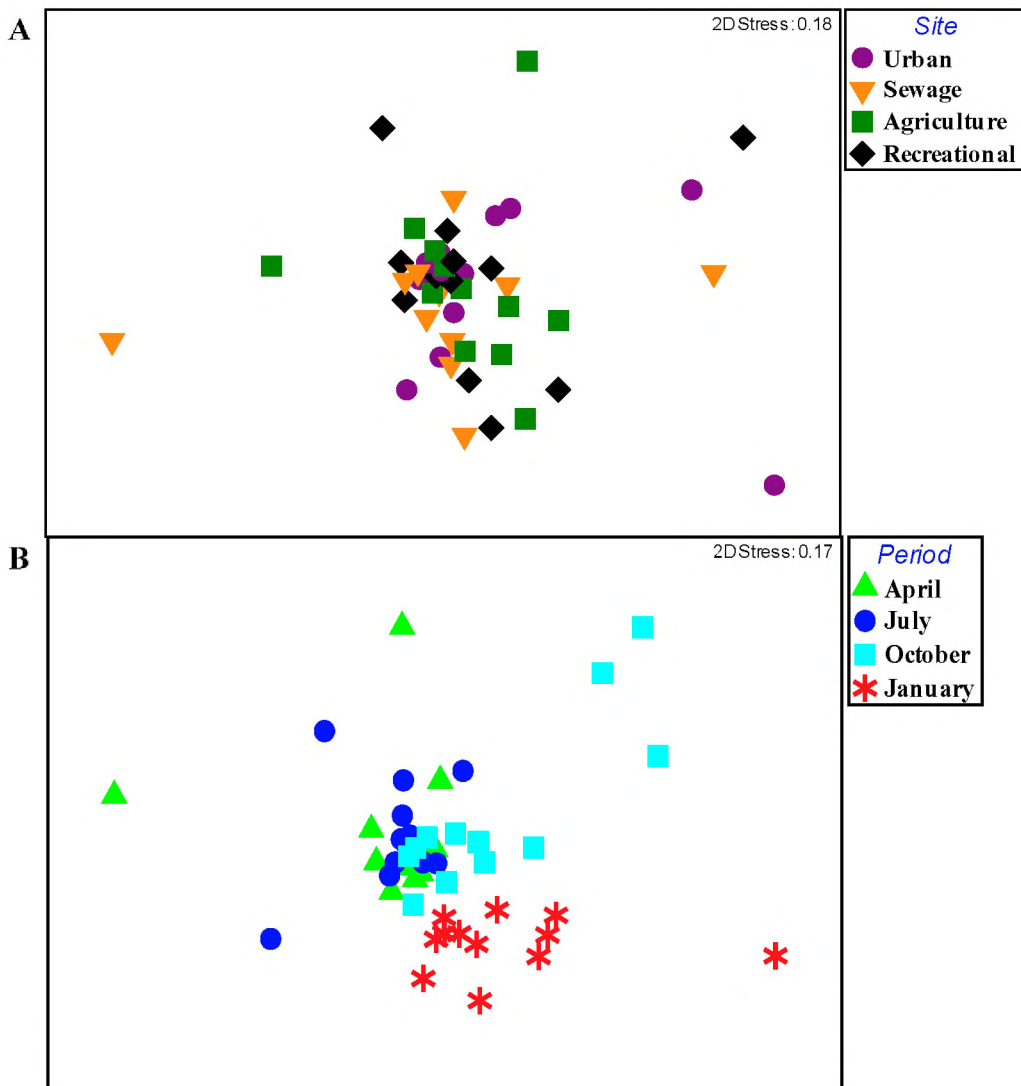 A
2D Stress: 0.18
Site
Urban
Sewage
Agriculture
Recreational
B
2D Stress: 0.17
Period
April
July
October
January